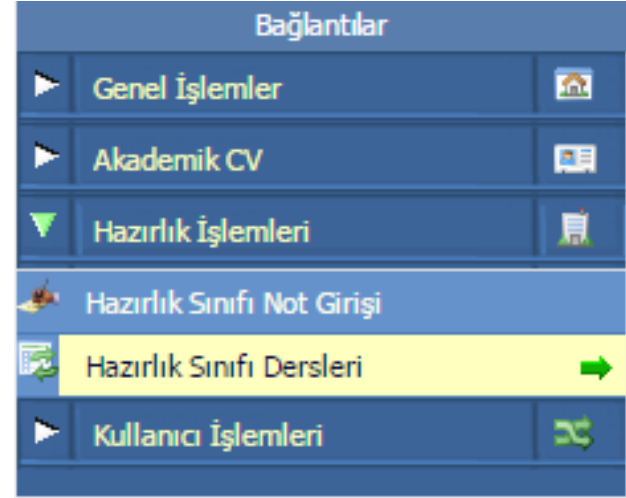 Bağlantılar
Genel İşlemler
Akademik CV
Hazırlık İşlemleri
Hazırlık Sınıfı Not Girişi
Hazırlık Sınıfı Dersleri
Kullanıcı İşlemleri